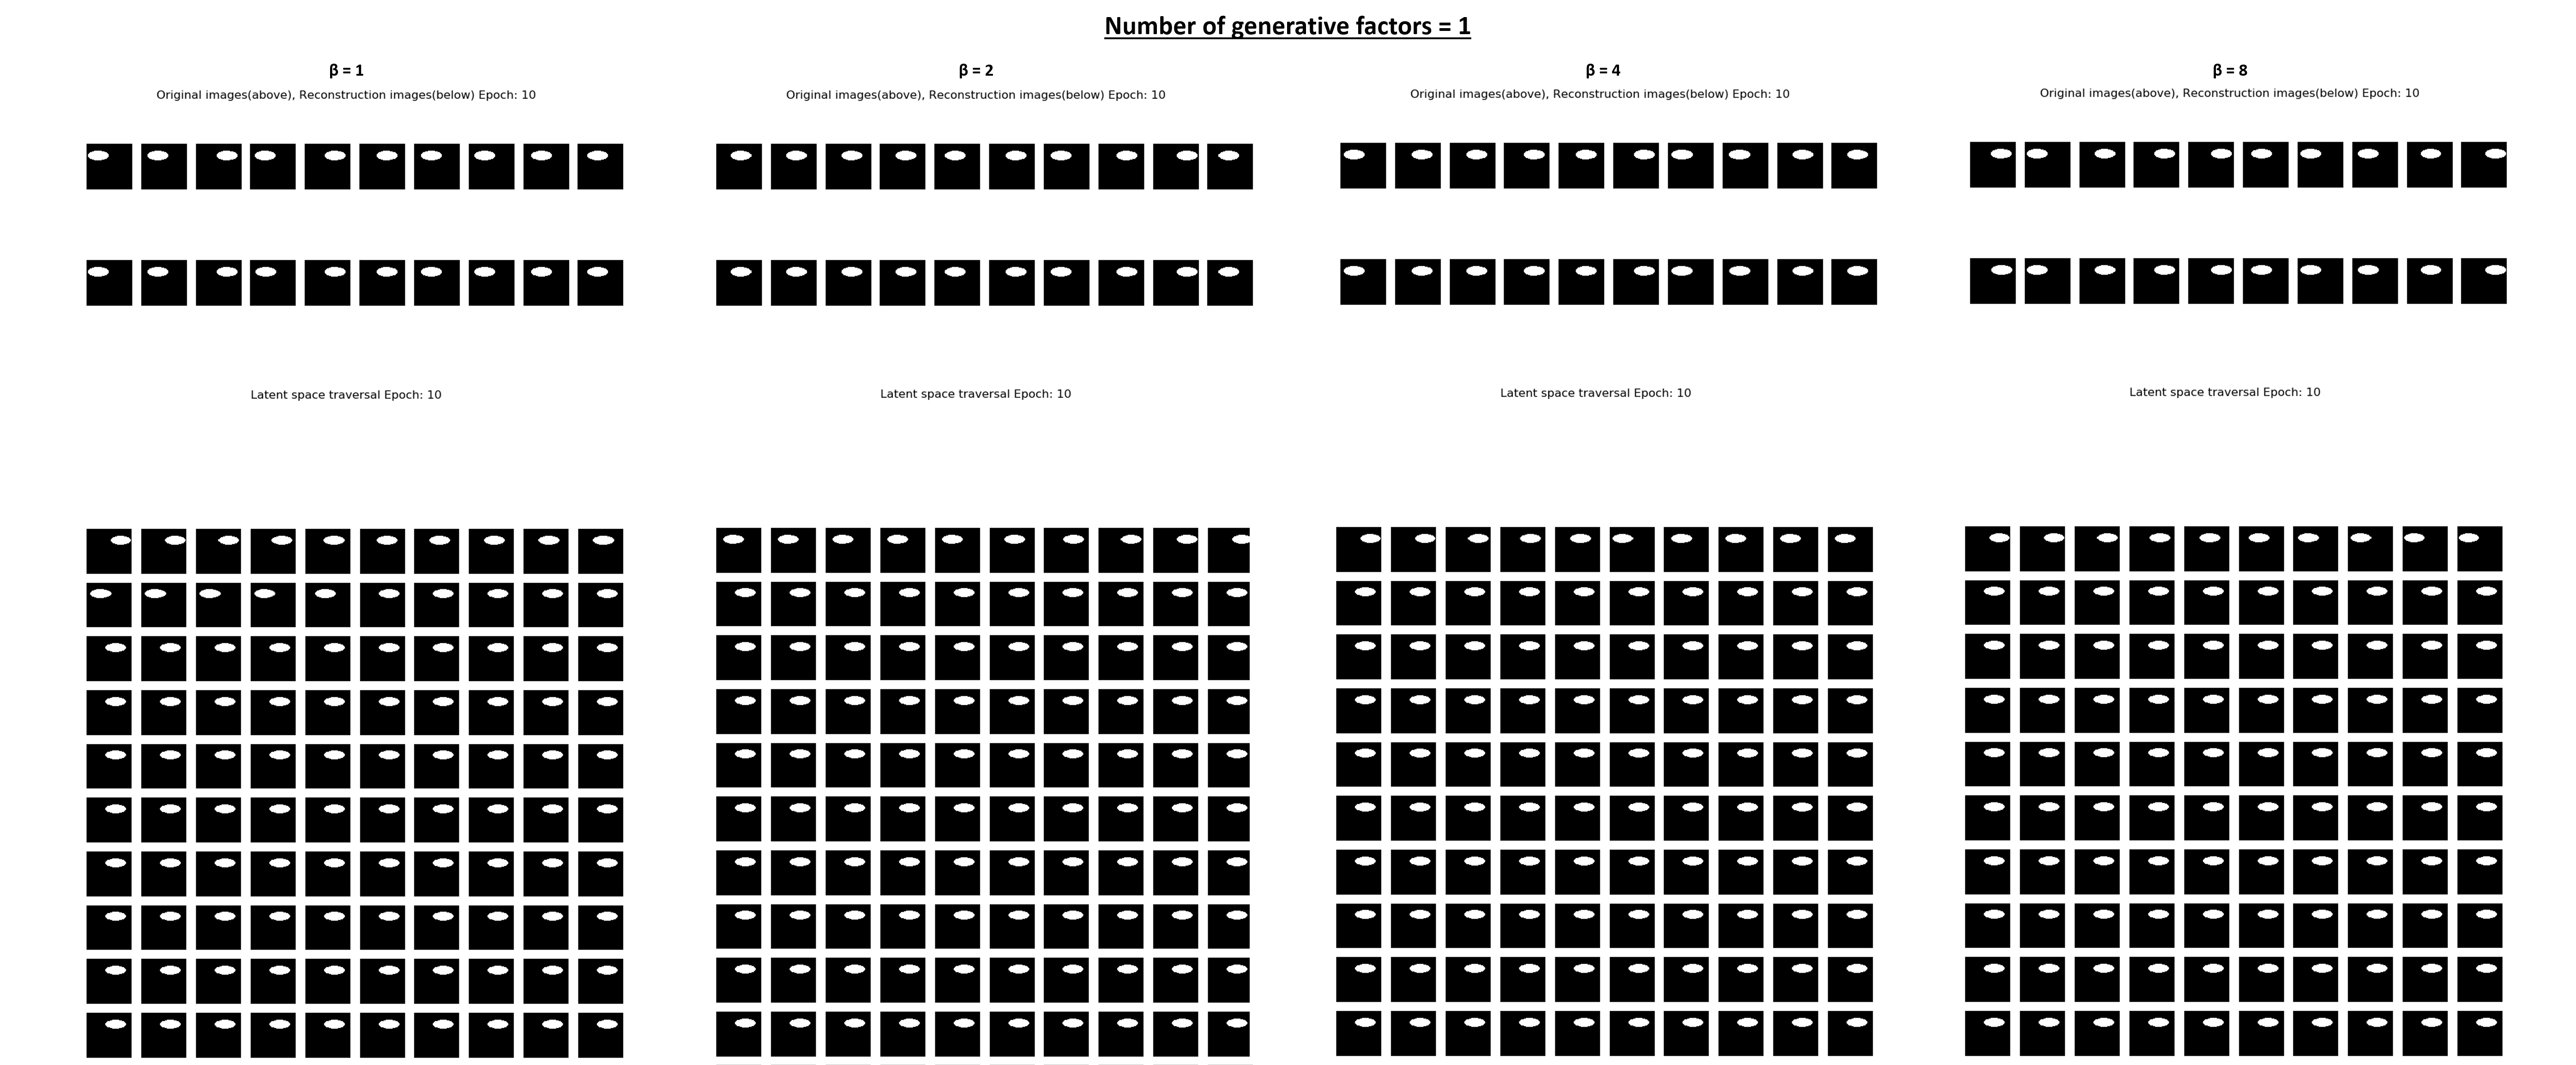 Number of generative factors = 1
β = 1
β = 2
β = 4
β = 8
Original images(above), Reconstruction images(below) Epoch: 10
Original images(above), Reconstruction images(below) Epoch: 10
Original images(above), Reconstruction images(below) Epoch: 10
Original images(above), Reconstruction images(below) Epoch: 10
Latent space traversal Epoch: 10
Latent space traversal Epoch: 10
Latent space traversal Epoch: 10
Latent space traversal Epoch: 10